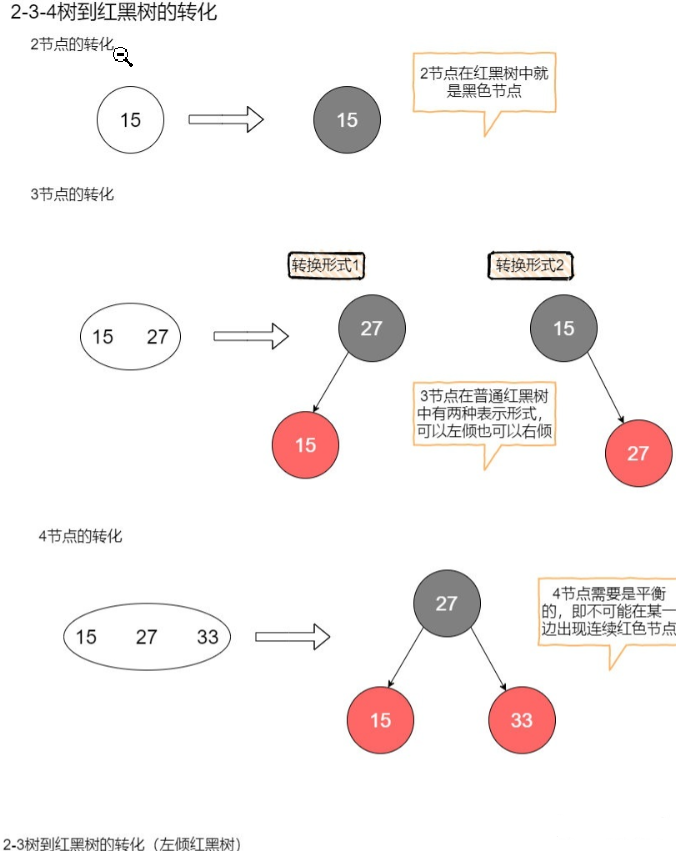 2-3-4树到红黑树的转化
2节点的转化
15
15
2节点在红黑树中就
是黑色节点
3节点的转化
转换形式1
转换形式2
15 27
27
15
15
27
3节点在普通红黑树
中有两种表示形式，
可以左倾也可以右倾
4节点的转化
15 27 33
27
15
33
4节点需要是平衡
的，即不可能在某一
边出现连续红色节点
2-3树到红黑树的转化（左倾红黑树）